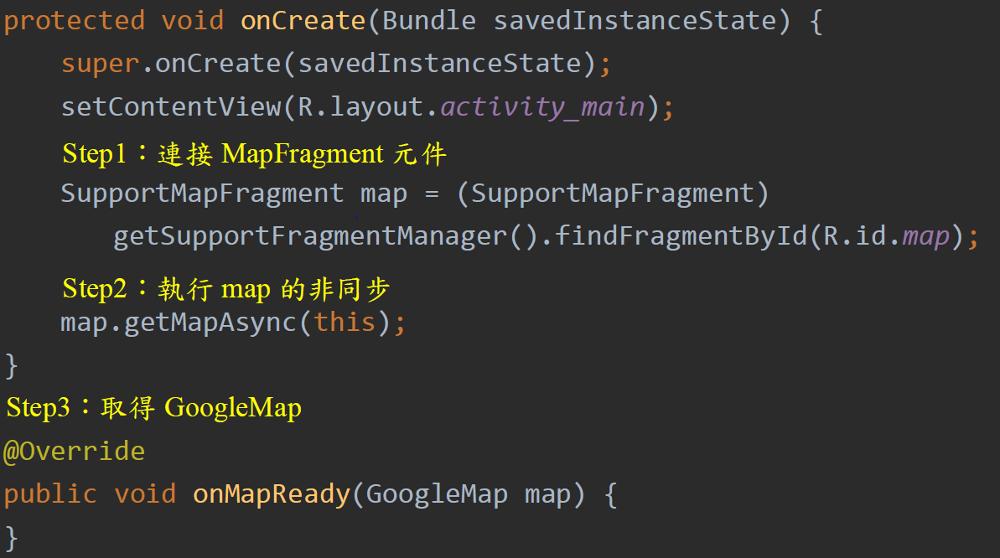 protected void onCreate(Bundle savedInstanceState) {
super.onCreate(savedInstanceState);
setContentView(R.layout.activity_main);
Step1：連接 MapFragment 元件
SupportMapFragment map = (SupportMapFragment)
getSupportFragmentManager().findFragmentById(R.id.map);
Step2：執行 map 的非同步
map.getMapAsync(this);
}
Step3：取得 GoogleMap
@Override
public void onMapReady(GoogleMap map) {
}